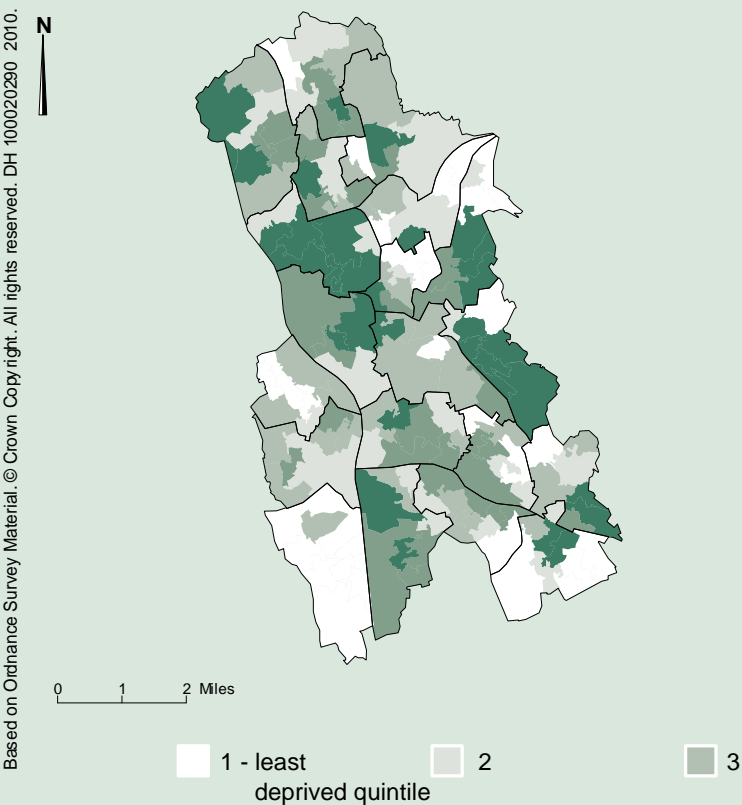 Based on Ordnance Survey Material. © Crown Copyright. All rights reserved. DH 100020290 2010.
N
0 1 2 Miles
1 - least
deprived quintile
2
3